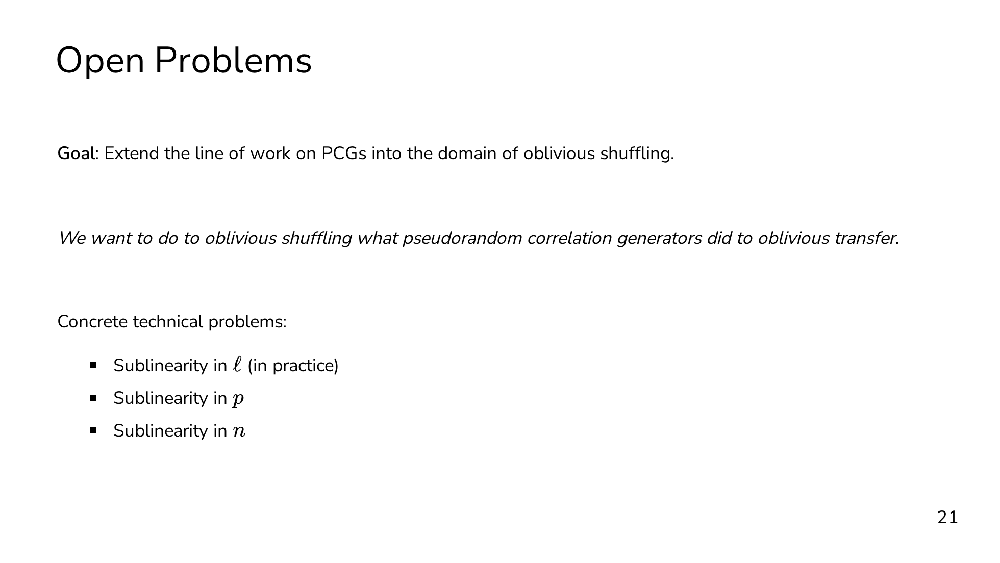 Open Problems
Goal: Extend the line of work on PCGs into the domain of oblivious shuffling.
We want to do to oblivious shuffling what pseudorandom correlation generators did to oblivious transfer.
Concrete technical problems:
▪ Sublinearity in ℓ (in practice)
▪ Sublinearity in p
▪ Sublinearity in n
21